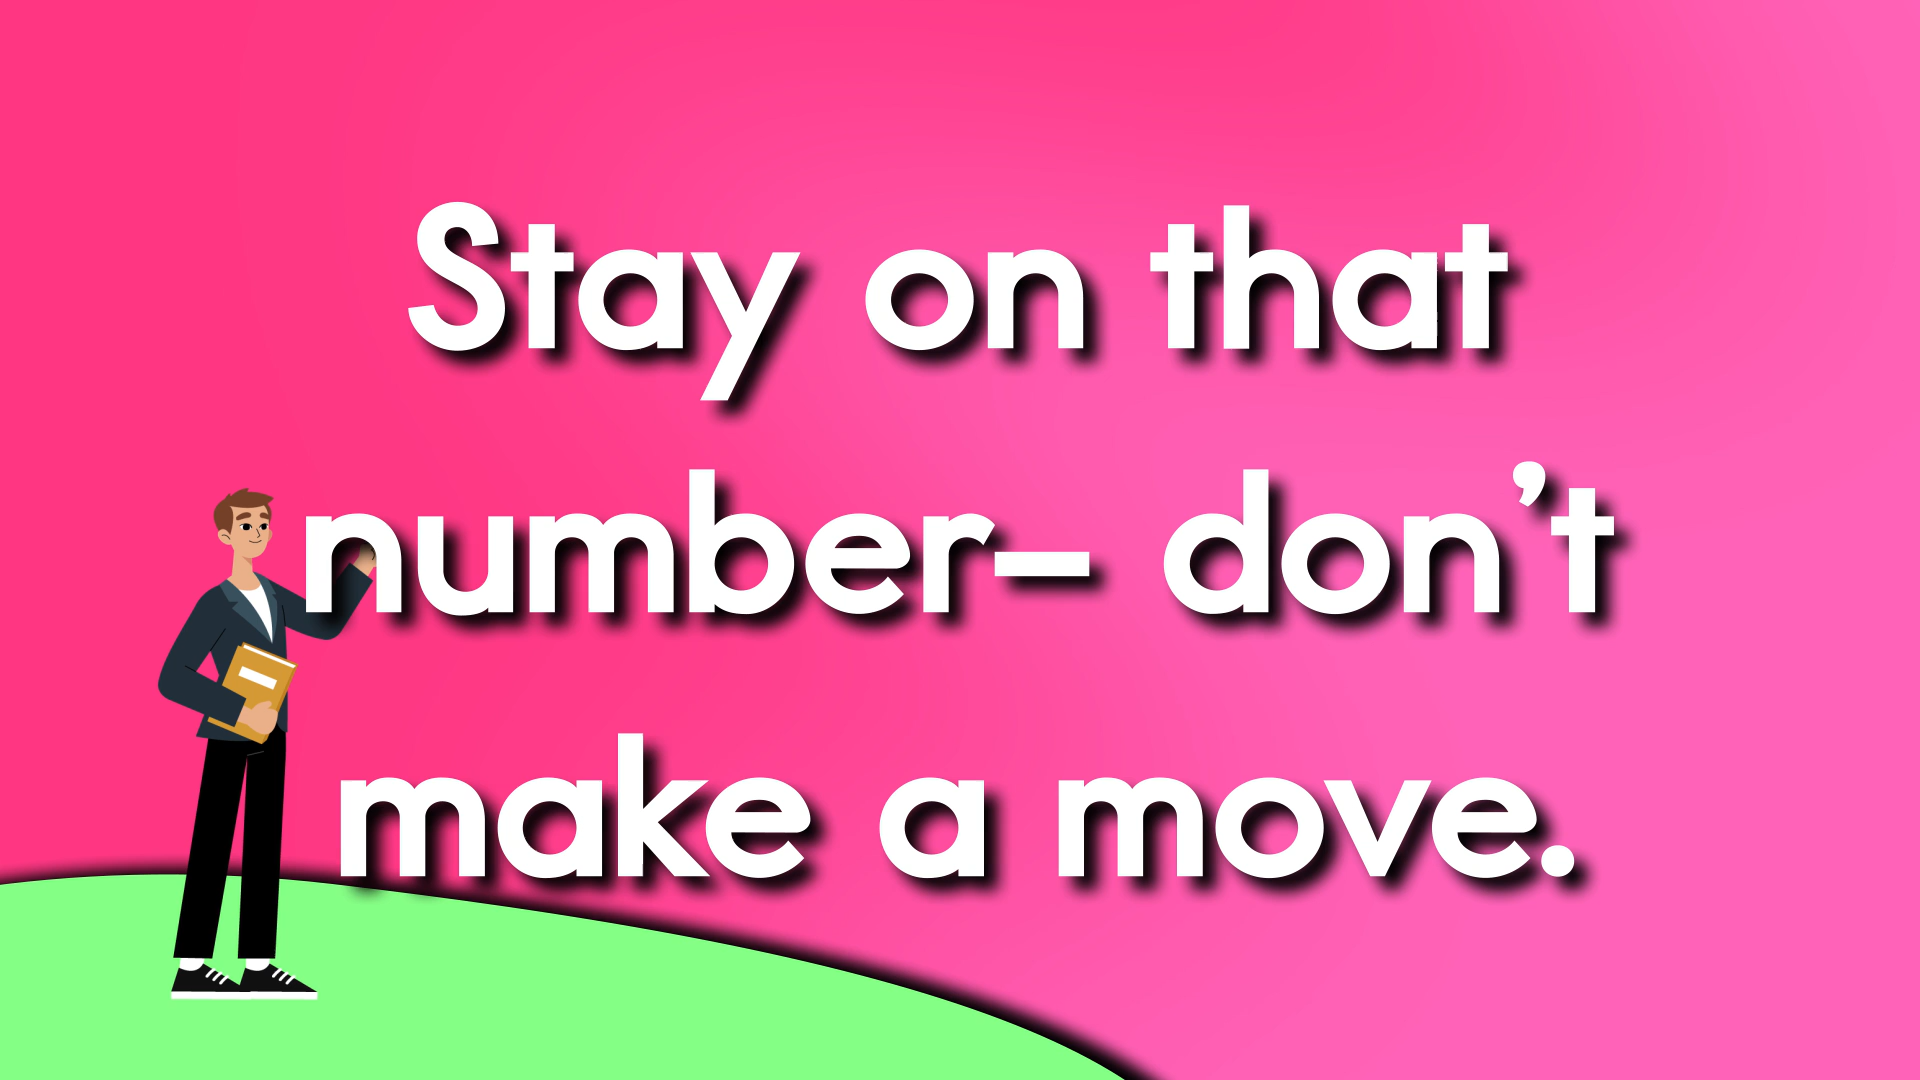 Stay on that
number– don’t
make a move.